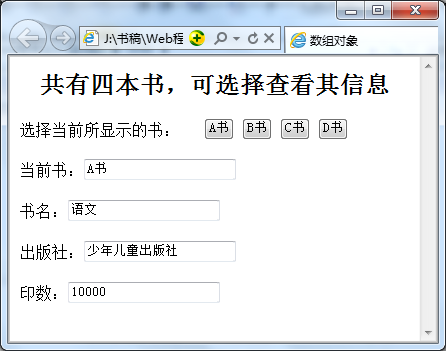 J:\书稿\Web程
数组对象
共有四本书，可选择查看其信息
选择当前所显示的书： A书 B书 C书 D书
当前书： A书
书名： 语文
出版社： 少年儿童出版社
印数： 10000